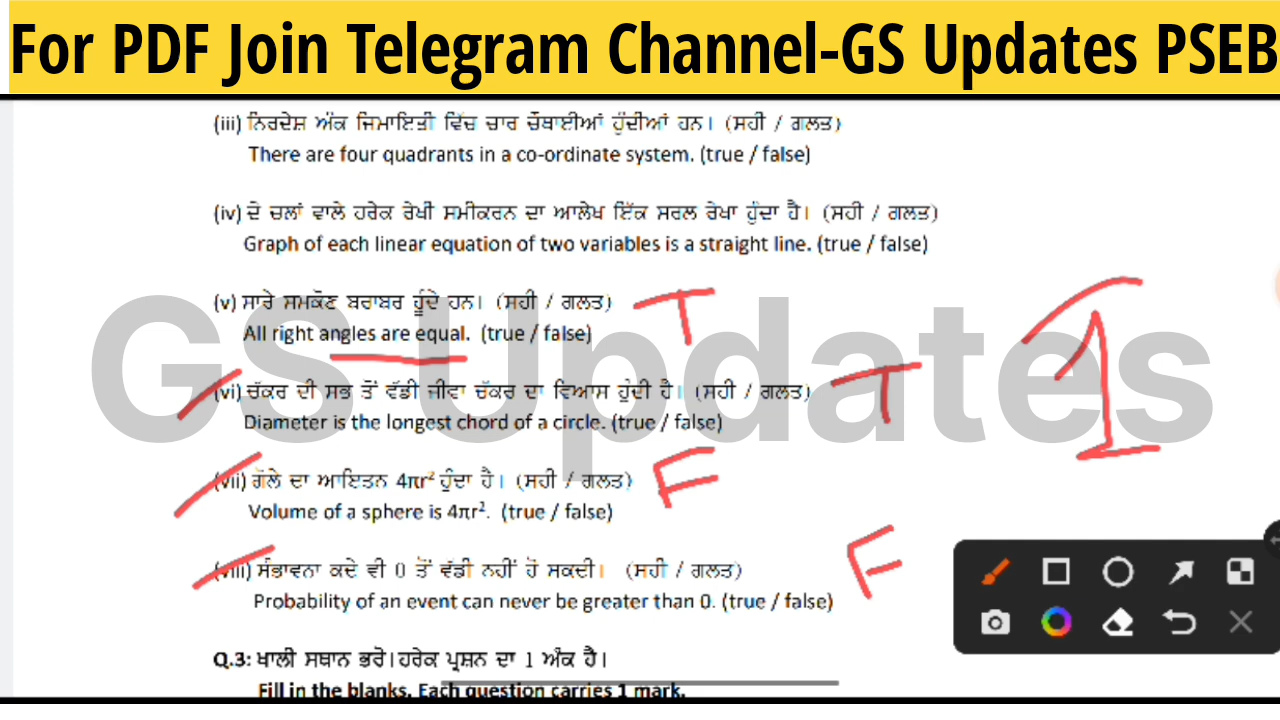 For PDF Join Telegram Channel-GS Updates PSEB
(iii) ਨਿਰਦੇਸ਼ ਅੰਕ ਜਿਮਾਇਤੀ ਵਿੱਚ ਚਾਰ ਚੌਥਾਈਆਂ ਹੁੰਦੀਆਂ ਹਨ। (ਸਹੀ / ਗਲਤ)
There are four quadrants in a co-ordinate system. (true / false)
(iv) ਦੋ ਚਲਾਂ ਵਾਲੇ ਹਰੇਕ ਰੇਖੀ ਸਮੀਕਰਨ ਦਾ ਆਲੇਖ ਇੱਕ ਸਰਲ ਰੇਖਾ ਹੁੰਦਾ ਹੈ। (ਸਹੀ / ਗਲਤ)
Graph of each linear equation of two variables is a straight line. (true / false)
(v) ਸਾਰੇ ਸਮਕੋਣ ਬਰਾਬਰ ਹੁੰਦੇ ਹਨ। (ਸਹੀ / ਗਲਤ) T
All right angles are equal. (true / false)
1
GS Updates
(vi) ਚੱਕਰ ਦੀ ਸਭ ਤੋਂ ਵੱਡੀ ਜੀਵਾ ਚੱਕਰ ਦਾ ਵਿਆਸ ਹੁੰਦੀ ਹੈ। (ਸਹੀ / ਗਲਤ) T
Diameter is the longest chord of a circle. (true / false)
(vii) ਗੋਲੇ ਦਾ ਆਇਤਨ 4πr² ਹੁੰਦਾ ਹੈ। (ਸਹੀ / ਗਲਤ) F
Volume of a sphere is 4πr². (true / false)
(viii) ਸੰਭਾਵਨਾ ਕਦੇ ਵੀ 0 ਤੋਂ ਵੱਡੀ ਨਹੀਂ ਹੋ ਸਕਦੀ। (ਸਹੀ / ਗਲਤ) F
Probability of an event can never be greater than 0. (true / false)
Q.3: ਖਾਲੀ ਸਥਾਨ ਭਰੋ। ਹਰੇਕ ਪ੍ਰਸ਼ਨ ਦਾ 1 ਅੰਕ ਹੈ।
Fill in the blanks. Each question carries 1 mark.